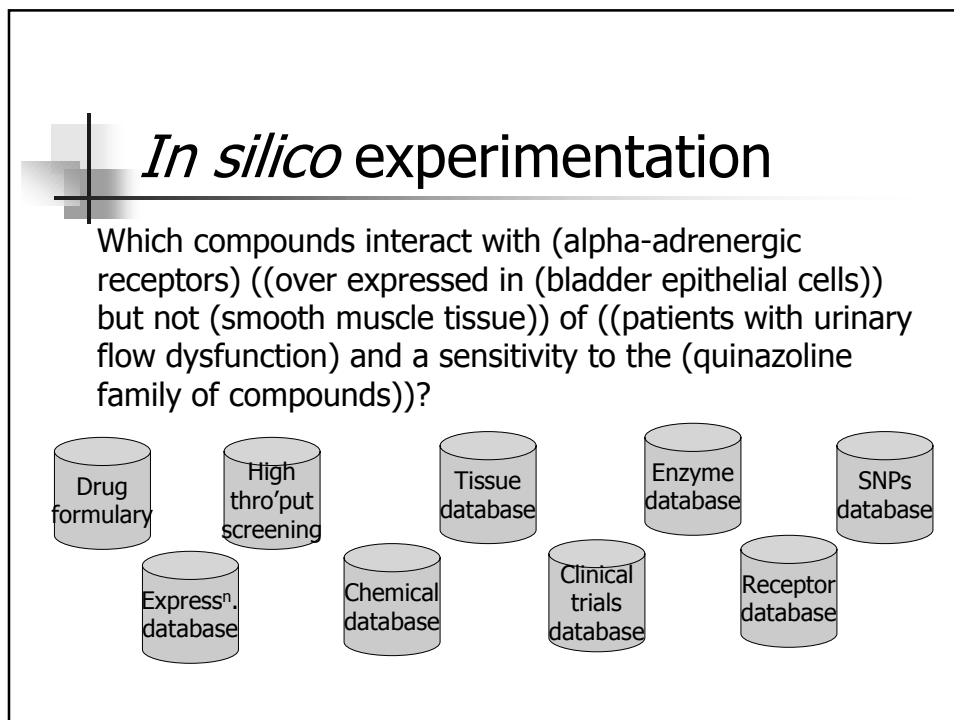 In silico experimentation
Which compounds interact with (alpha-adrenergic
receptors) ((over expressed in (bladder epithelial cells))
but not (smooth muscle tissue)) of ((patients with urinary
flow dysfunction) and a sensitivity to the (quinazoline
family of compounds))?
Drug
formulary
High
thro’put
screening
Tissue
database
Enzyme
database
SNPs
database
Expressⁿ.
database
Chemical
database
Clinical
trials
database
Receptor
database